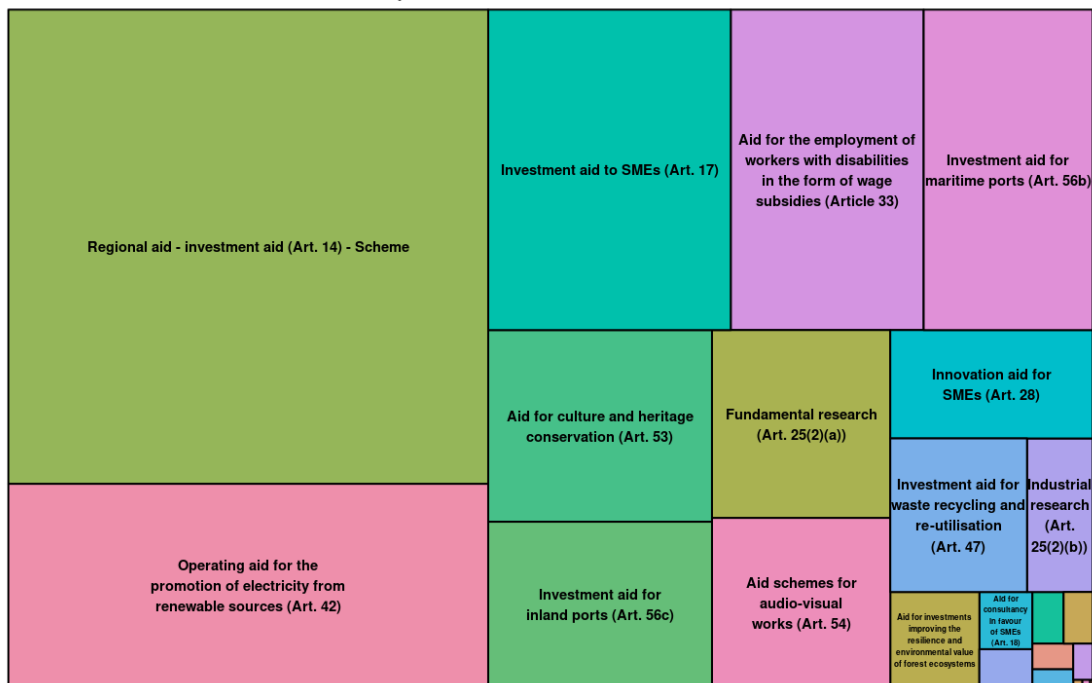 Regional aid - investment aid (Art. 14) - Scheme
Operating aid for the
promotion of electricity from
renewable sources (Art. 42)
Investment aid to SMEs (Art. 17)
Aid for the employment of
workers with disabilities
in the form of wage
subsidies (Article 33)
Investment aid for
maritime ports (Art. 56b)
Aid for culture and heritage
conservation (Art. 53)
Investment aid for
inland ports (Art. 56c)
Fundamental research
(Art. 25(2)(a))
Aid schemes for
audio-visual
works (Art. 54)
Innovation aid for
SMEs (Art. 28)
Investment aid for
waste recycling and
re-utilisation
(Art. 47)
Industrial
research
(Art.
25(2)(b))
Aid for investments
improving the
resilience and
environmental value
of forest ecosystems
Aid for
consultancy
in favour
of SMEs
(Art. 18)